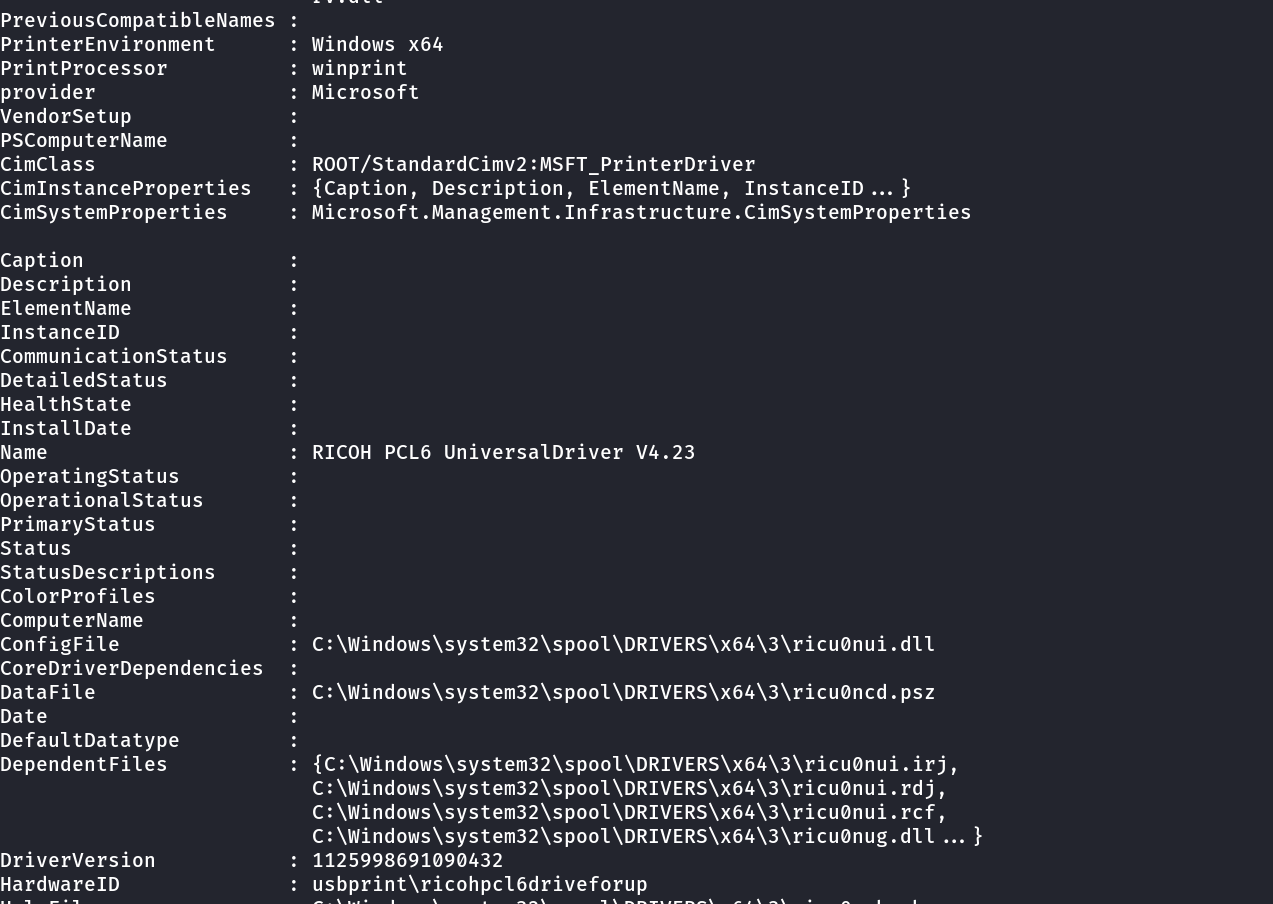 PreviousCompatibleNames :
PrinterEnvironment : Windows x64
PrintProcessor : winprint
provider : Microsoft
VendorSetup :
PSComputerName :
CimClass : ROOT/StandardCimv2:MSFT_PrinterDriver
CimInstanceProperties : {Caption, Description, ElementName, InstanceID...}
CimSystemProperties : Microsoft.Management.Infrastructure.CimSystemProperties
Caption :
Description :
ElementName :
InstanceID :
CommunicationStatus :
DetailedStatus :
HealthState :
InstallDate :
Name : RICOH PCL6 UniversalDriver V4.23
OperatingStatus :
OperationalStatus :
PrimaryStatus :
Status :
StatusDescriptions :
ColorProfiles :
ComputerName :
ConfigFile : C:\Windows\system32\spool\DRIVERS\x64\3\ricu0nui.dll
CoreDriverDependencies :
DataFile : C:\Windows\system32\spool\DRIVERS\x64\3\ricu0ncd.psz
Date :
DefaultDatatype :
DependentFiles : {C:\Windows\system32\spool\DRIVERS\x64\3\ricu0nui.irj,
C:\Windows\system32\spool\DRIVERS\x64\3\ricu0nui.rdj,
C:\Windows\system32\spool\DRIVERS\x64\3\ricu0nui.rcf,
C:\Windows\system32\spool\DRIVERS\x64\3\ricu0nug.dll...}
DriverVersion : 1125998691090432
HardwareID : usbprint\ricohpcl6driveforup